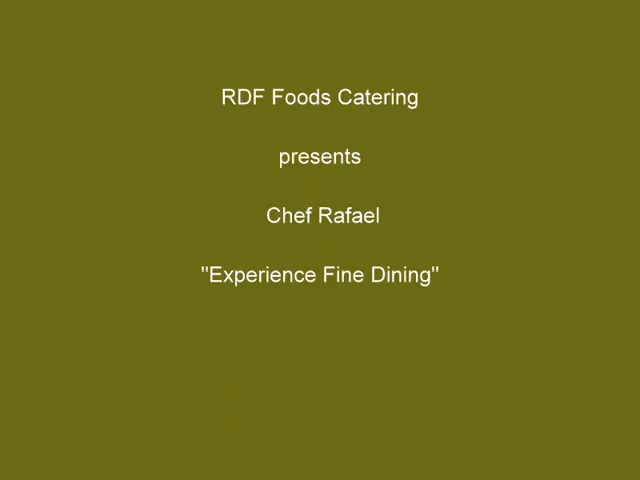 RDF Foods Catering
presents
Chef Rafael
"Experience Fine Dining"